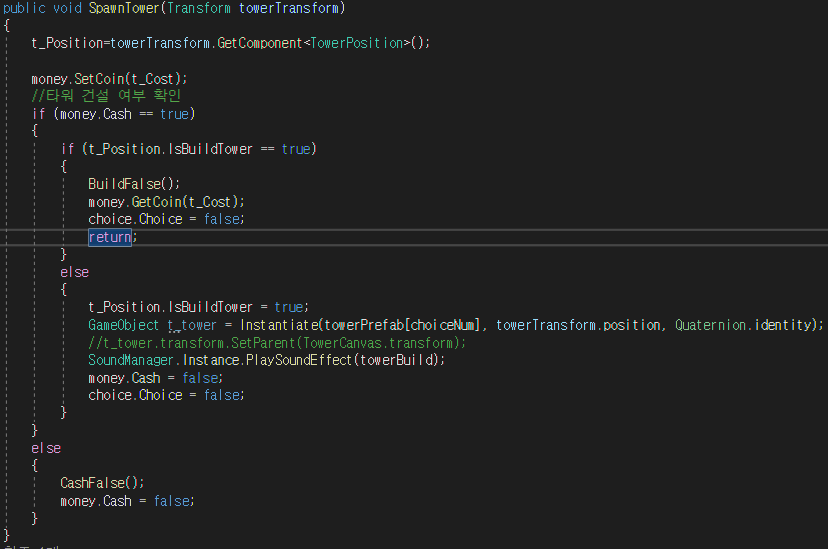 public void SpawnTower(Transform towerTransform)
{
t_Position=towerTransform.GetComponent<TowerPosition>();
money.SetCoin(t_Cost);
//타워 건설 여부 확인
if (money.Cash == true)
{
if (t_Position.IsBuildTower == true)
{
BuildFalse();
money.GetCoin(t_Cost);
choice.Choice = false;
return;
}
else
{
t_Position.IsBuildTower = true;
GameObject t_tower = Instantiate(towerPrefab[choiceNum], towerTransform.position, Quaternion.identity);
//t_tower.transform.SetParent(TowerCanvas.transform);
SoundManager.Instance.PlaySoundEffect(towerBuild);
money.Cash = false;
choice.Choice = false;
}
}
else
{
CashFalse();
money.Cash = false;
}
}